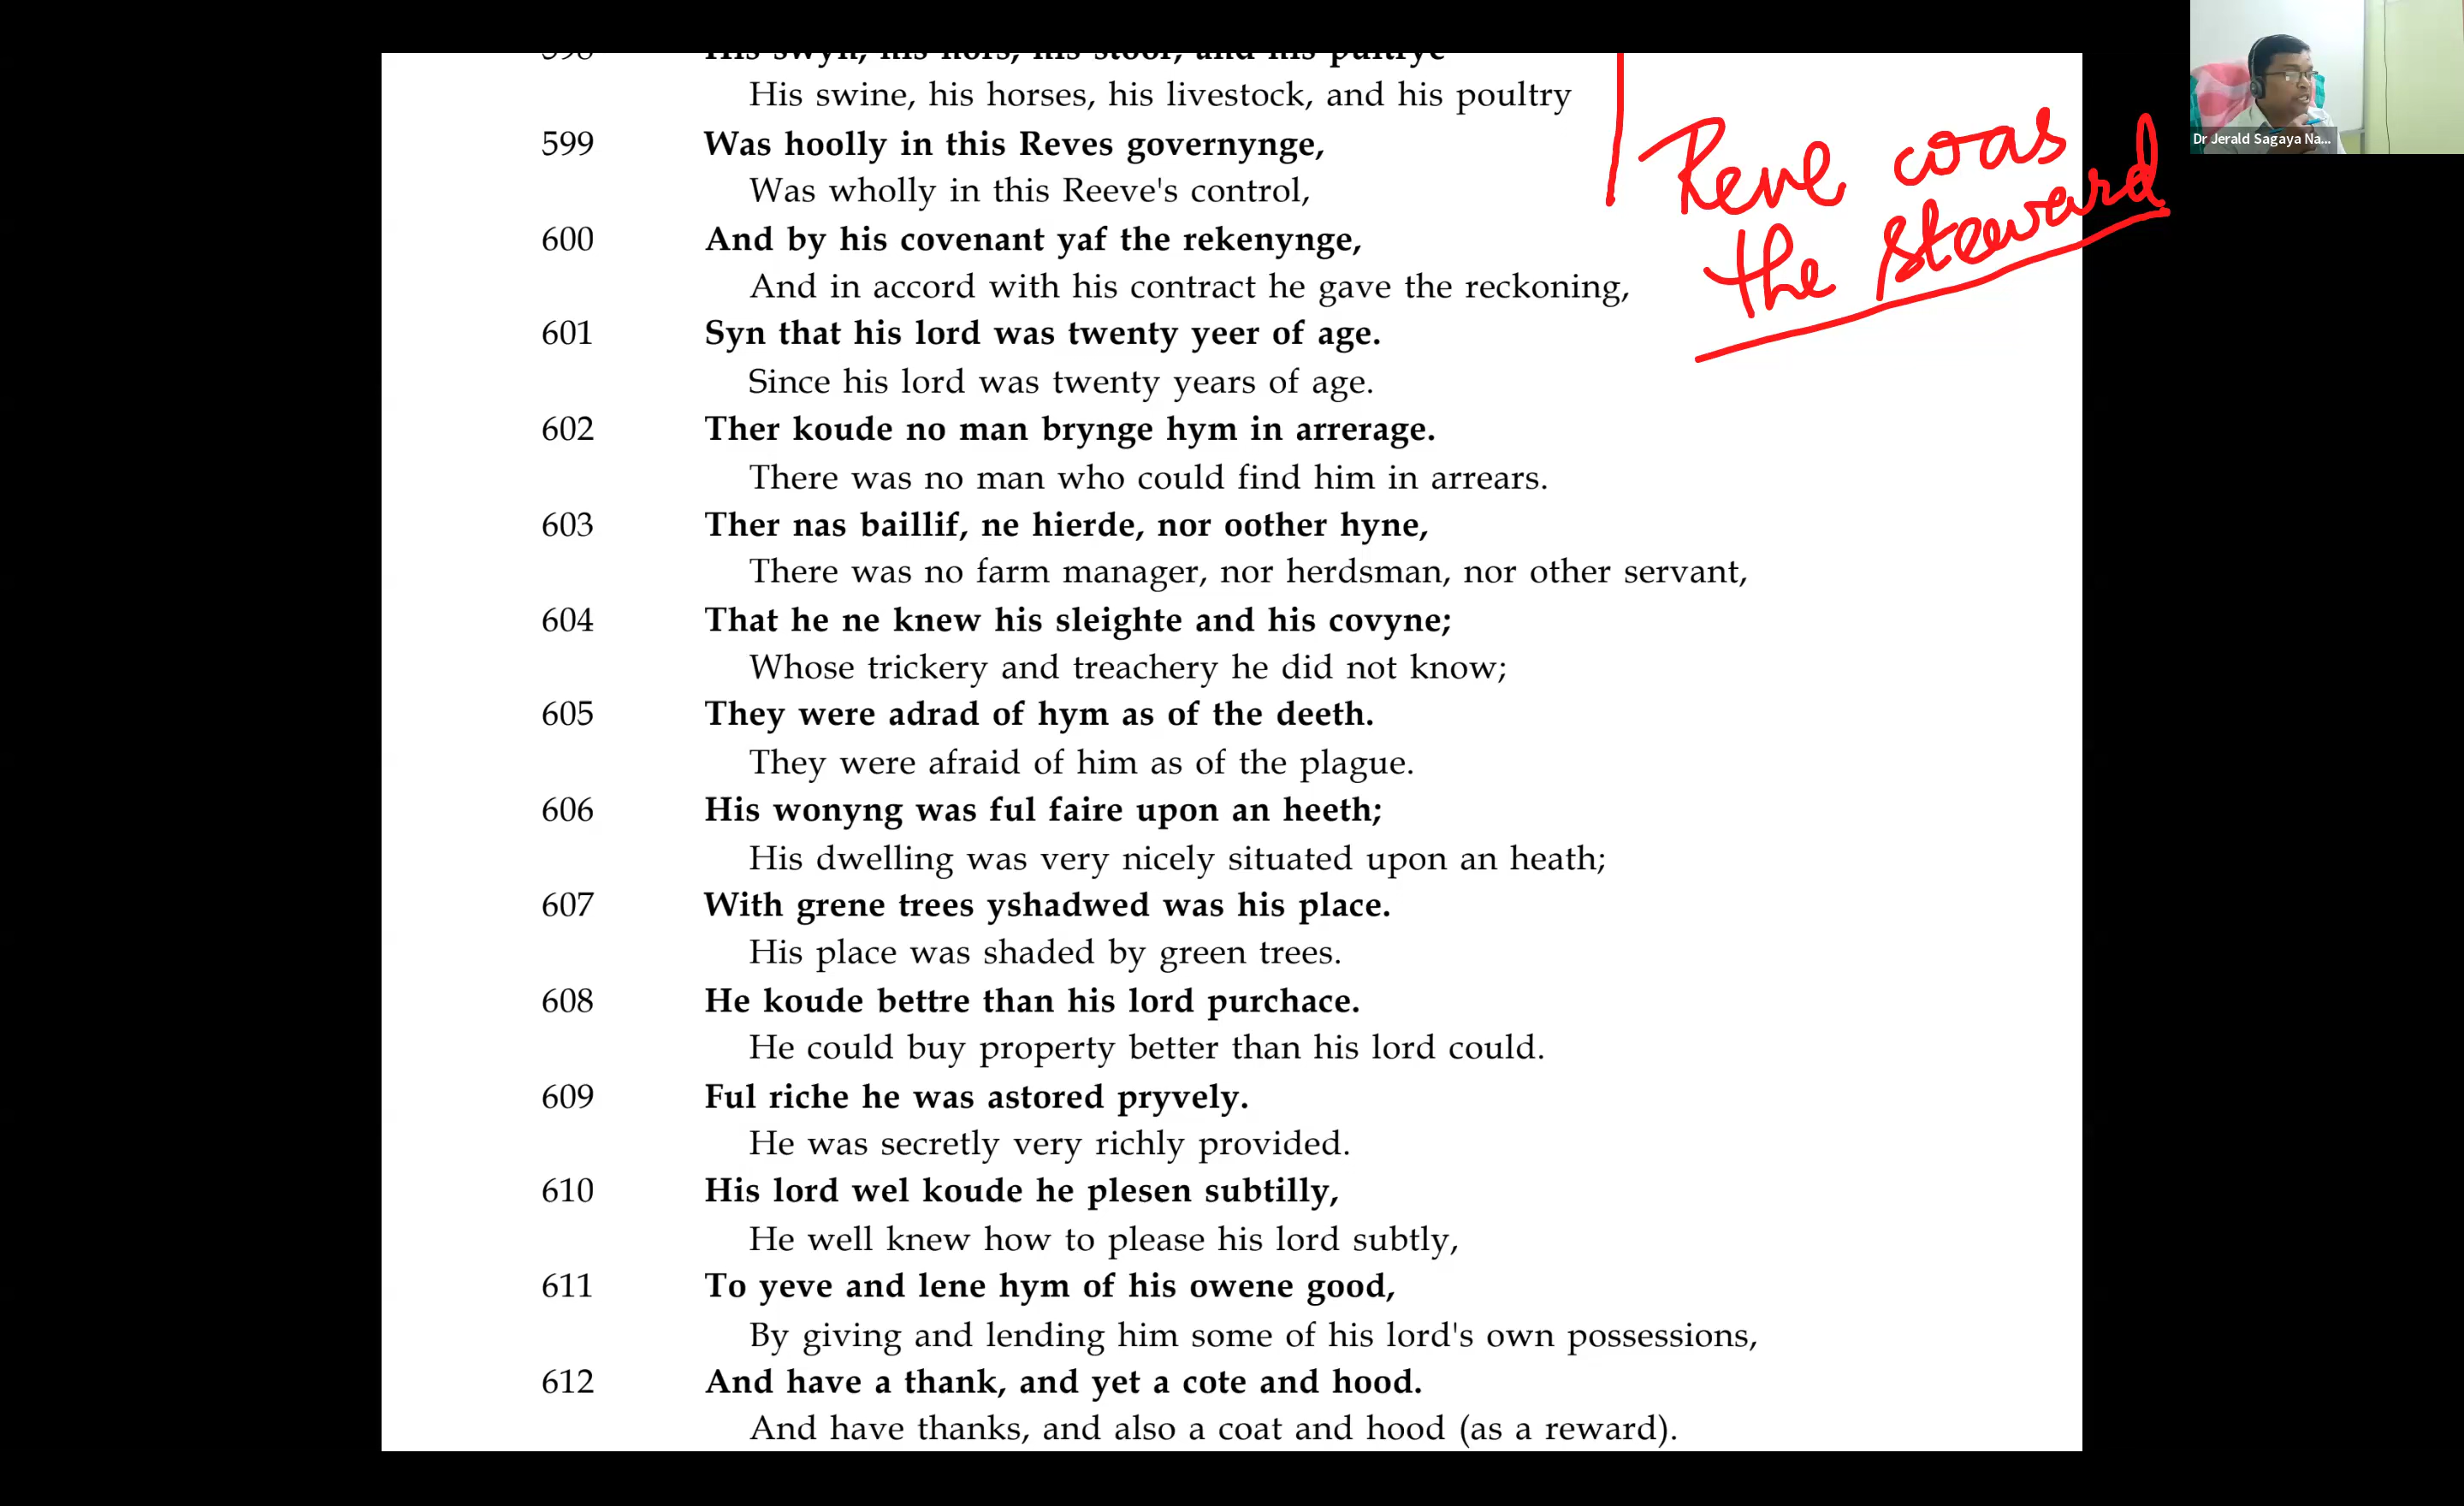 598 His swyn, his hors, his stoor, and his pultrye
His swine, his horses, his livestock, and his poultry
599 Was hoolly in this Reves governynge,
Was wholly in this Reeve's control,
600 And by his covenant yaf the rekenynge,
And in accord with his contract he gave the reckoning,
601 Syn that his lord was twenty yeer of age.
Since his lord was twenty years of age.
602 Ther koude no man brynge hym in arrerage.
There was no man who could find him in arrears.
603 Ther nas baillif, ne hierde, nor oother hyne,
There was no farm manager, nor herdsman, nor other servant,
604 That he ne knew his sleighte and his covyne;
Whose trickery and treachery he did not know;
605 They were adrad of hym as of the deeth.
They were afraid of him as of the plague.
606 His wonyng was ful faire upon an heeth;
His dwelling was very nicely situated upon an heath;
607 With grene trees yshadwed was his place.
His place was shaded by green trees.
608 He koude bettre than his lord purchace.
He could buy property better than his lord could.
609 Ful riche he was astored pryvely.
He was secretly very richly provided.
610 His lord wel koude he plesen subtilly,
He well knew how to please his lord subtly,
611 To yeve and lene hym of his owene good,
By giving and lending him some of his lord's own possessions,
612 And have a thank, and yet a cote and hood.
And have thanks, and also a coat and hood (as a reward).
Reve was
the steward
Dr Jerald Sagaya Na...